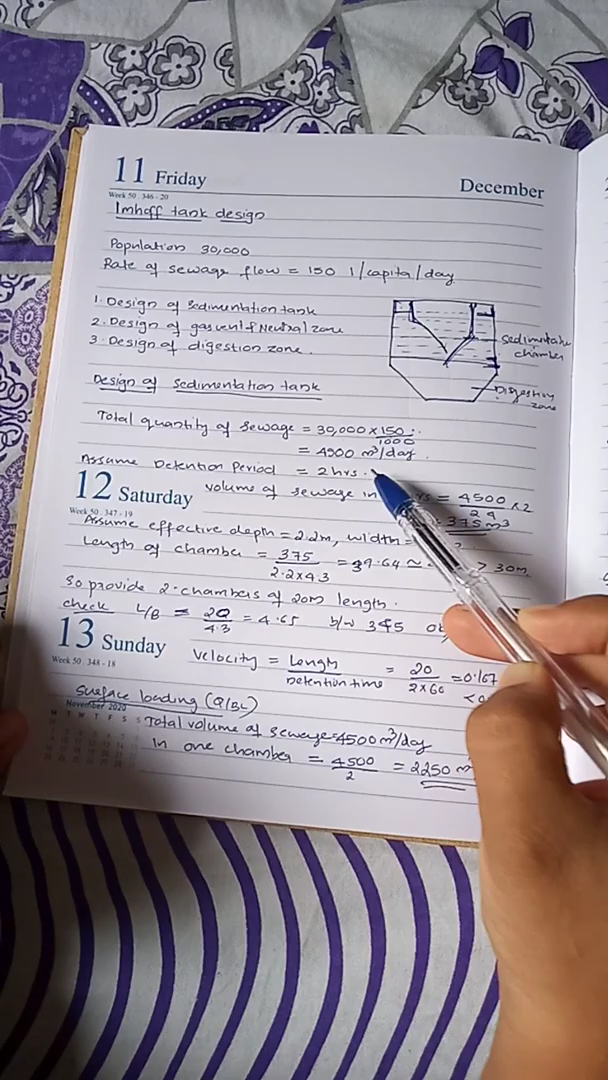 11 Friday
December
Week 50 . 346 - 20
Imhoff tank design
Population 30,000
Rate of sewage flow = 150 l/capita/day
1. Design of Sedimentation tank
2. Design of gasvent/Neutral zone
3. Design of digestion zone.
Sedimentation chamber
Digestion zone
Design of Sedimentation tank
Total quantity of sewage = 30,000 x 150
1000
= 4500 m³/day.
Assume Detention Period = 2 hrs.
12 Saturday
Week 50 . 347 - 19
volume of sewage in = 4500 x 2
24
375 m³
Assume effective depth = 2.2m, width =
Length of chamber = 375 = 39.64 ≈ > 30m.
2.2x4.3
So provide 2 chambers of 20m length.
check L/B = 20 = 4.65 b/w 3&5
4.3
13 Sunday
Week 50 . 348 - 18
Velocity = Length = 20 = 0.167
Detention time 2x60
Surface loading (Q/BL)
November 2020
Total volume of sewage = 4500 m³/day
In one chamber = 4500 = 2250
2